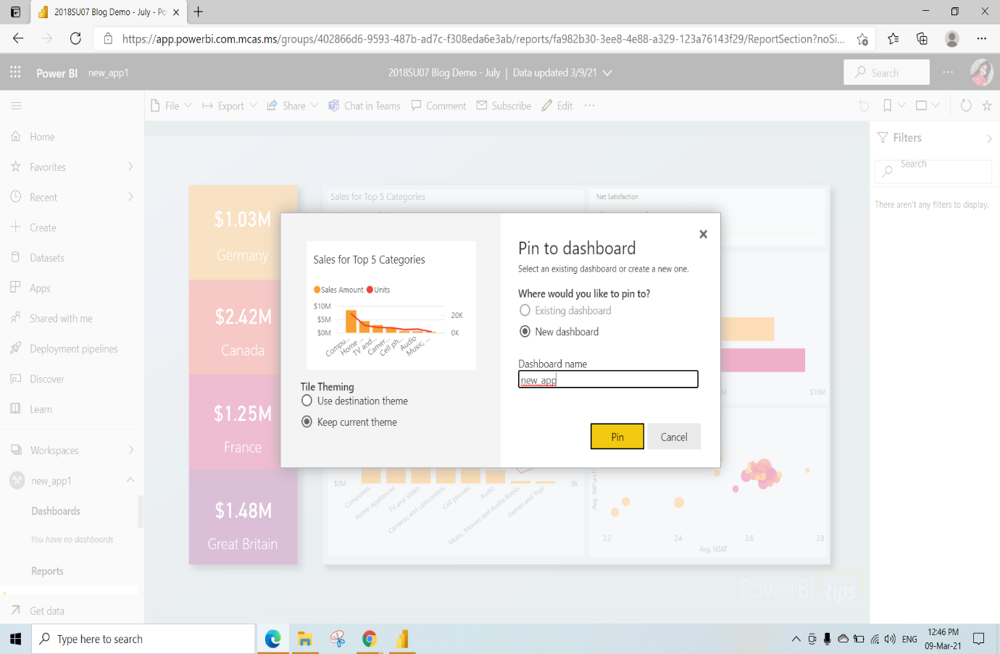 2018SU07 Blog Demo - July - Po
https://app.powerbi.com.mcas.ms/groups/402866d6-9593-487b-ad7c-f308eda6e3ab/reports/fa982b30-3ee8-4e88-a329-123a76143f29/ReportSection?noSi...
Power BI new_app1 2018SU07 Blog Demo - July | Data updated 3/9/21 Search
File Export Share Chat in Teams Comment Subscribe Edit
Home
Favorites
Recent
Create
Datasets
Apps
Shared with me
Deployment pipelines
Discover
Learn
Workspaces
new_app1
Dashboards
You have no dashboards
Reports
Get data
$1.03M
Germany
$2.42M
Canada
$1.25M
France
$1.48M
Great Britain
Sales for Top 5 Categories
Net Satisfaction
Sales for Top 5 Categories
Sales Amount Units
$10M
$5M
$0M
20K
0K
Compu...
Home ...
TV and...
Camer...
Cell ph...
Audio
Music, ...
Tile Theming
Use destination theme
Keep current theme
Pin to dashboard
Select an existing dashboard or create a new one.
Where would you like to pin to?
Existing dashboard
New dashboard
Dashboard name
new_app
Pin Cancel
$0M
0K
Computers
Home Appliances
TV and Video
Cameras and camcorders
Cell phones
Audio
Music, Movies and Audio Books
Games and Toys
$10M
2.2 2.4 2.6 2.8
Avg. NSAT
PowerBI tips
Filters
Search
There aren't any filters to display.
Type here to search
ENG
12:46 PM
09-Mar-21